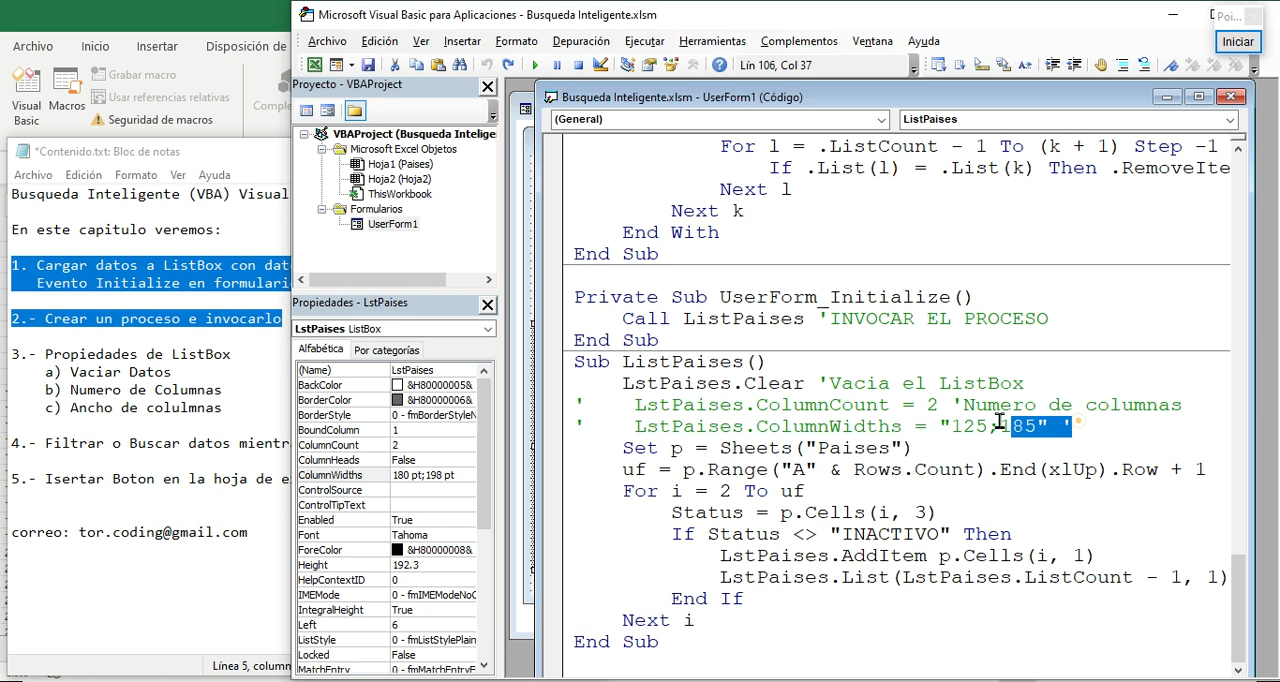 Microsoft Visual Basic para Aplicaciones - Busqueda Inteligente.xlsm
Poi...
Iniciar
Archivo Inicio Insertar Disposición de
Archivo Edición Ver Insertar Formato Depuración Ejecutar Herramientas Complementos Ventana Ayuda
Lín 106, Col 37
Grabar macro
Usar referencias relativas
Seguridad de macros
Visual
Basic
Macros
Comple
*Contenido.txt: Bloc de notas
Archivo Edición Formato Ver Ayuda
Busqueda Inteligente (VBA) Visual
En este capitulo veremos:
1. Cargar datos a ListBox con dat
Evento Initialize en formulari
2.- Crear un proceso e invocarlo
3.- Propiedades de ListBox
a) Vaciar Datos
b) Numero de Columnas
c) Ancho de colulmnas
4.- Filtrar o Buscar datos mientr
5.- Isertar Boton en la hoja de e
correo: tor.coding@gmail.com
Línea 5, column
Proyecto - VBAProject
VBAProject (Busqueda Intelige
Microsoft Excel Objetos
Hoja1 (Paises)
Hoja2 (Hoja2)
ThisWorkbook
Formularios
UserForm1
Propiedades - LstPaises
LstPaises ListBox
Alfabética Por categorías
(Name) LstPaises
BackColor &H80000005&
BorderColor &H80000006&
BorderStyle 0 - fmBorderStyleN
BoundColumn 1
ColumnCount 2
ColumnHeads False
ColumnWidths 180 pt;198 pt
ControlSource
ControlTipText
Enabled True
Font Tahoma
ForeColor &H80000008&
Height 192.3
HelpContextID 0
IMEMode 0 - fmIMEModeNoC
IntegralHeight True
Left 6
ListStyle 0 - fmListStylePlain
Locked False
MatchEntry 0 - fmMatchEntryF
Busqueda Inteligente.xlsm - UserForm1 (Código)
(General) ListPaises
For l = .ListCount - 1 To (k + 1) Step -1
If .List(l) = .List(k) Then .RemoveIte
Next l
Next k
End With
End Sub
Private Sub UserForm_Initialize()
Call ListPaises 'INVOCAR EL PROCESO
End Sub
Sub ListPaises()
LstPaises.Clear 'Vacia el ListBox
' LstPaises.ColumnCount = 2 'Numero de columnas
' LstPaises.ColumnWidths = "125;185" '
Set p = Sheets("Paises")
uf = p.Range("A" & Rows.Count).End(xlUp).Row + 1
For i = 2 To uf
Status = p.Cells(i, 3)
If Status <> "INACTIVO" Then
LstPaises.AddItem p.Cells(i, 1)
LstPaises.List(LstPaises.ListCount - 1, 1)
End If
Next i
End Sub